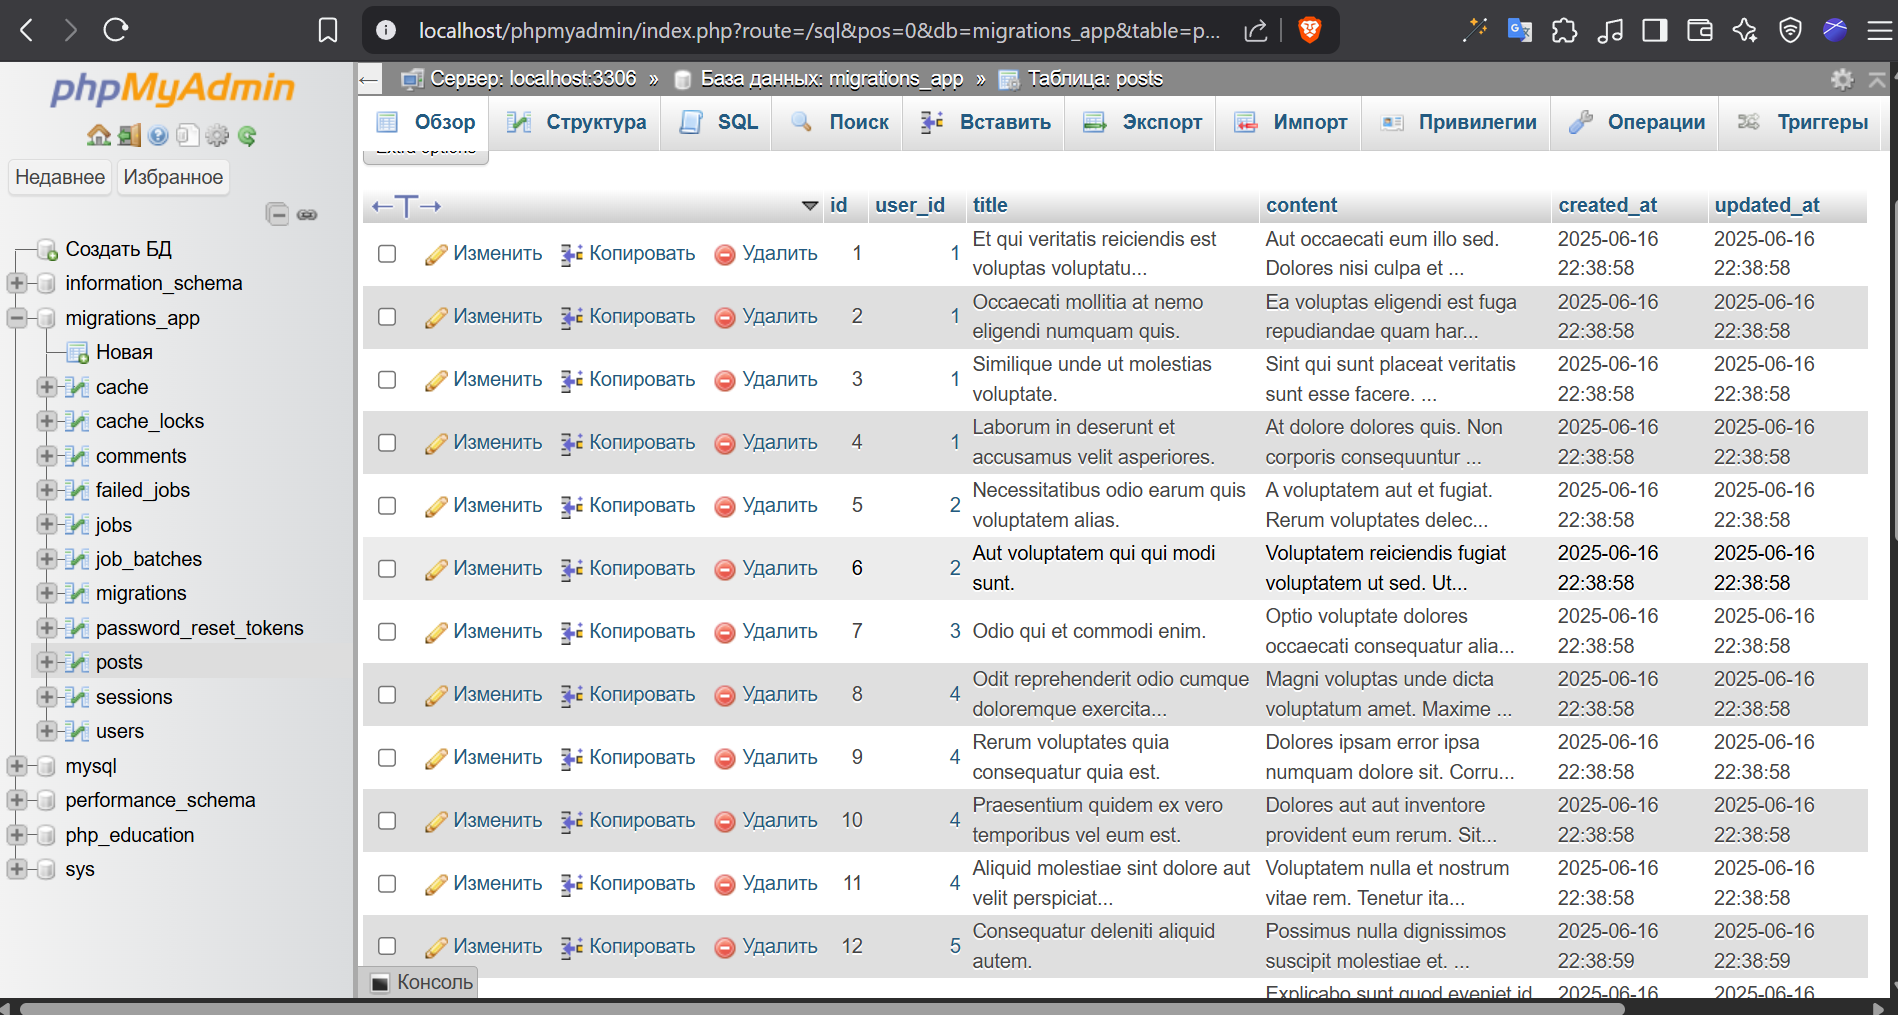 localhost/phpmyadmin/index.php?route=/sql&pos=0&db=migrations_app&table=p...
phpMyAdmin
Недавнее Избранное
Создать БД
information_schema
migrations_app
Новая
cache
cache_locks
comments
failed_jobs
jobs
job_batches
migrations
password_reset_tokens
posts
sessions
users
mysql
performance_schema
php_education
sys
Сервер: localhost:3306 » База данных: migrations_app » Таблица: posts
Обзор Структура SQL Поиск Вставить Экспорт Импорт Привилегии Операции Триггеры
Extra options
id user_id title content created_at updated_at
Изменить Копировать Удалить 1 1 Et qui veritatis reiciendis est Aut occaecati eum illo sed. 2025-06-16 2025-06-16
voluptas voluptatu... Dolores nisi culpa et ... 22:38:58 22:38:58
Изменить Копировать Удалить 2 1 Occaecati mollitia at nemo Ea voluptas eligendi est fuga 2025-06-16 2025-06-16
eligendi numquam quis. repudiandae quam har... 22:38:58 22:38:58
Изменить Копировать Удалить 3 1 Similique unde ut molestias Sint qui sunt placeat veritatis 2025-06-16 2025-06-16
voluptate. sunt esse facere. ... 22:38:58 22:38:58
Изменить Копировать Удалить 4 1 Laborum in deserunt et At dolore dolores quis. Non 2025-06-16 2025-06-16
accusamus velit asperiores. corporis consequuntur ... 22:38:58 22:38:58
Изменить Копировать Удалить 5 2 Necessitatibus odio earum quis A voluptatem aut et fugiat. 2025-06-16 2025-06-16
voluptatem alias. Rerum voluptates delec... 22:38:58 22:38:58
Изменить Копировать Удалить 6 2 Aut voluptatem qui qui modi Voluptatem reiciendis fugiat 2025-06-16 2025-06-16
sunt. voluptatem ut sed. Ut... 22:38:58 22:38:58
Изменить Копировать Удалить 7 3 Odio qui et commodi enim. Optio voluptate dolores 2025-06-16 2025-06-16
occaecati consequatur alia... 22:38:58 22:38:58
Изменить Копировать Удалить 8 4 Odit reprehenderit odio cumque Magni voluptas unde dicta 2025-06-16 2025-06-16
doloremque exercita... voluptatum amet. Maxime ... 22:38:58 22:38:58
Изменить Копировать Удалить 9 4 Rerum voluptates quia Dolores ipsam error ipsa 2025-06-16 2025-06-16
consequatur quia est. numquam dolore sit. Corru... 22:38:58 22:38:58
Изменить Копировать Удалить 10 4 Praesentium quidem ex vero Dolores aut aut inventore 2025-06-16 2025-06-16
temporibus vel eum est. provident eum rerum. Sit... 22:38:58 22:38:58
Изменить Копировать Удалить 11 4 Aliquid molestiae sint dolore aut Voluptatem nulla et nostrum 2025-06-16 2025-06-16
velit perspiciat... vitae rem. Tenetur ita... 22:38:58 22:38:58
Изменить Копировать Удалить 12 5 Consequatur deleniti aliquid Possimus nulla dignissimos 2025-06-16 2025-06-16
autem. suscipit molestiae et. ... 22:38:59 22:38:59
Explicabo sunt quod eveniet id 2025-06-16 2025-06-16
Консоль